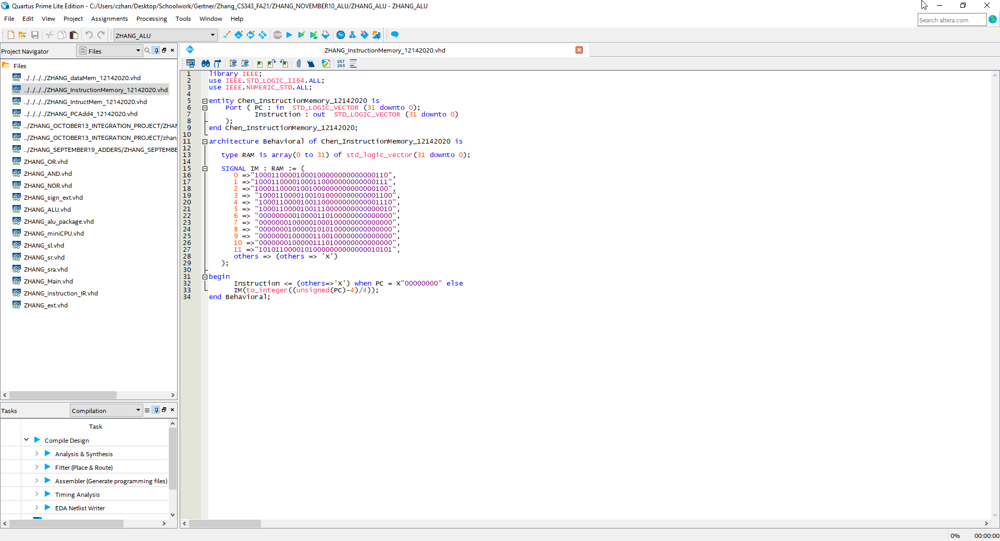 Quartus Prime Lite Edition - C:/Users/czhan/Desktop/Schoolwork/Gertner/Zhang_CS343_FA21/ZHANG_NOVEMBER10_ALU/ZHANG_ALU - ZHANG_ALU
File Edit View Project Assignments Processing Tools Window Help
Search altera.com
ZHANG_ALU
Project Navigator Files
ZHANG_InstructionMemory_12142020.vhd
Files
../../../../ZHANG_dataMem_12142020.vhd
../../../../ZHANG_InstructionMemory_12142020.vhd
../../../../ZHANG_IntructMem_12142020.vhd
../../../../ZHANG_PCAdd4_12142020.vhd
../ZHANG_OCTOBER13_INTEGRATION_PROJECT/ZHAN
../ZHANG_OCTOBER13_INTEGRATION_PROJECT/zhang
../ZHANG_SEPTEMBER19_ADDERS/ZHANG_SEPTEMBE
ZHANG_OR.vhd
ZHANG_AND.vhd
ZHANG_NOR.vhd
ZHANG_sign_ext.vhd
ZHANG_ALU.vhd
ZHANG_alu_package.vhd
ZHANG_miniCPU.vhd
ZHANG_sl.vhd
ZHANG_sr.vhd
ZHANG_sra.vhd
ZHANG_Main.vhd
ZHANG_instruction_IR.vhd
ZHANG_ext.vhd
Tasks Compilation
Task
Compile Design
Analysis & Synthesis
Fitter (Place & Route)
Assembler (Generate programming files)
Timing Analysis
EDA Netlist Writer
267
268
1 library IEEE;
2 use IEEE.STD_LOGIC_1164.ALL;
3 use IEEE.NUMERIC_STD.ALL;
4
5 entity Chen_InstructionMemory_12142020 is
6 Port ( PC : in STD_LOGIC_VECTOR (31 downto 0);
7 Instruction : out STD_LOGIC_VECTOR (31 downto 0)
8 );
9 end Chen_InstructionMemory_12142020;
10
11 architecture Behavioral of Chen_InstructionMemory_12142020 is
12
13 type RAM is array(0 to 31) of std_logic_vector(31 downto 0);
14
15 SIGNAL IM : RAM := (
16 0 =>"10001100001000100000000000000110",
17 1 =>"10001100001000110000000000000111",
18 2 =>"10001100001001000000000000000100",
19 3 => "10001100001001010000000000001100",
20 4 => "10001100001001100000000000001110",
21 5 => "10001100001001110000000000000010",
22 6 => "00000000010000110100000000000000",
23 7 => "00000001000001000100000000000000",
24 8 => "00000001000001010100000000000000",
25 9 => "00000001000001100100000000000000",
26 10 =>"00000001000001110100000000000000",
27 11 =>"10101100001010000000000000010101",
28 others => (others => 'X')
29 );
30
31 begin
32 Instruction <= (others=>'X') when PC = X"00000000" else
33 IM(to_integer((unsigned(PC)-4)/4));
34 end Behavioral;
0% 00:00:00